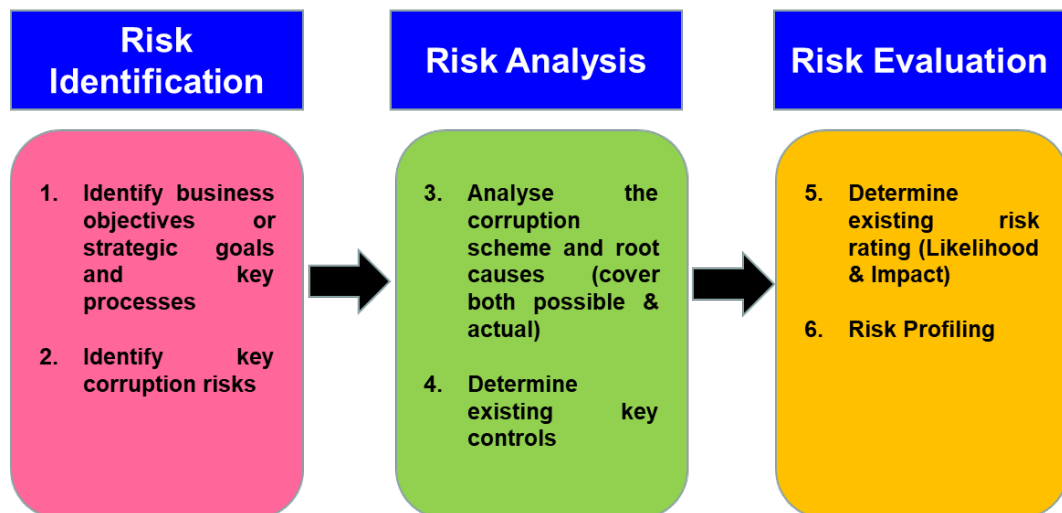 Risk
Identification
1. Identify business
objectives or
strategic goals
and key
processes
2. Identify key
corruption risks
Risk Analysis
3. Analyse the
corruption
scheme and root
causes (cover
both possible &
actual)
4. Determine
existing key
controls
Risk Evaluation
5. Determine
existing risk
rating (Likelihood
& Impact)
6. Risk Profiling